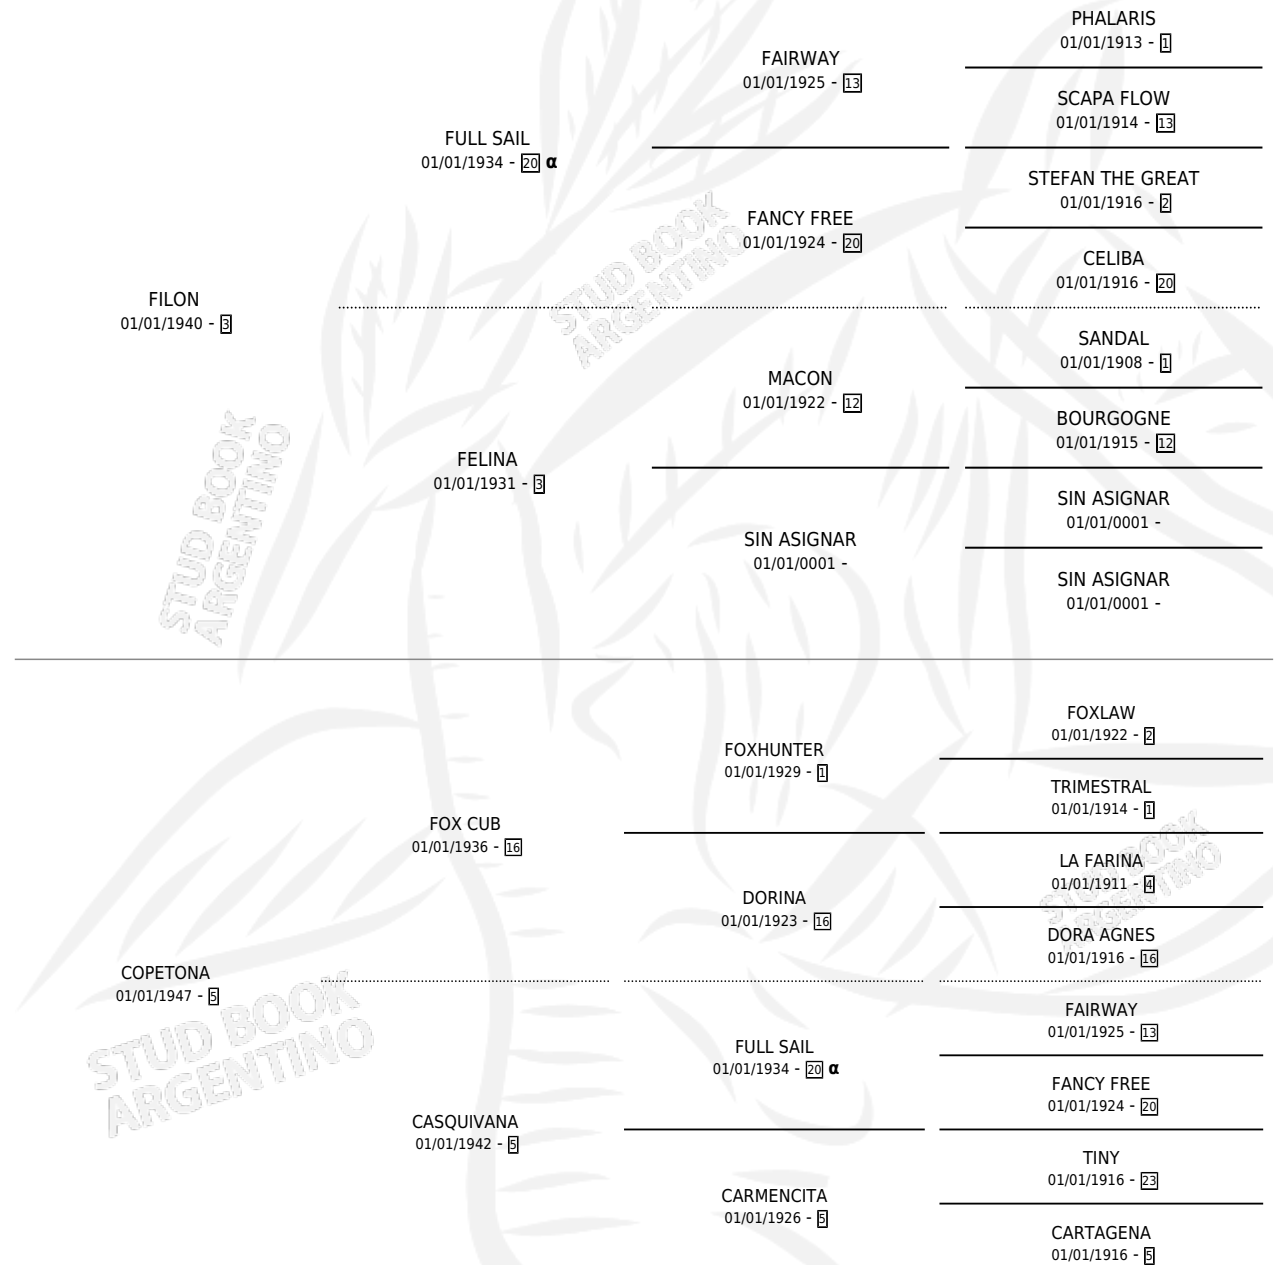 PHALARIS
01/01/1913 - 1
FAIRWAY
01/01/1925 - 13
SCAPA FLOW
01/01/1914 - 13
FULL SAIL
01/01/1934 - 20 α
STEFAN THE GREAT
01/01/1916 - 2
FANCY FREE
01/01/1924 - 20
CELIBA
01/01/1916 - 20
FILON
01/01/1940 - 3
SANDAL
01/01/1908 - 1
MACON
01/01/1922 - 12
BOURGOGNE
01/01/1915 - 12
FELINA
01/01/1931 - 3
SIN ASIGNAR
01/01/0001 -
SIN ASIGNAR
01/01/0001 -
SIN ASIGNAR
01/01/0001 -
STUD BOOK
ARGENTINO
STUD BOOK
ARGENTINO
FOXLAW
01/01/1922 - 2
FOXHUNTER
01/01/1929 - 1
TRIMESTRAL
01/01/1914 - 1
FOX CUB
01/01/1936 - 16
LA FARINA
01/01/1911 - 4
DORINA
01/01/1923 - 16
DORA AGNES
01/01/1916 - 16
STUD BOOK
ARGENTINO
COPETONA
01/01/1947 - 5
FAIRWAY
01/01/1925 - 13
FULL SAIL
01/01/1934 - 20 α
FANCY FREE
01/01/1924 - 20
CASQUIVANA
01/01/1942 - 5
TINY
01/01/1916 - 23
CARMENCITA
01/01/1926 - 5
CARTAGENA
01/01/1916 - 5
STUD BOOK
ARGENTINO